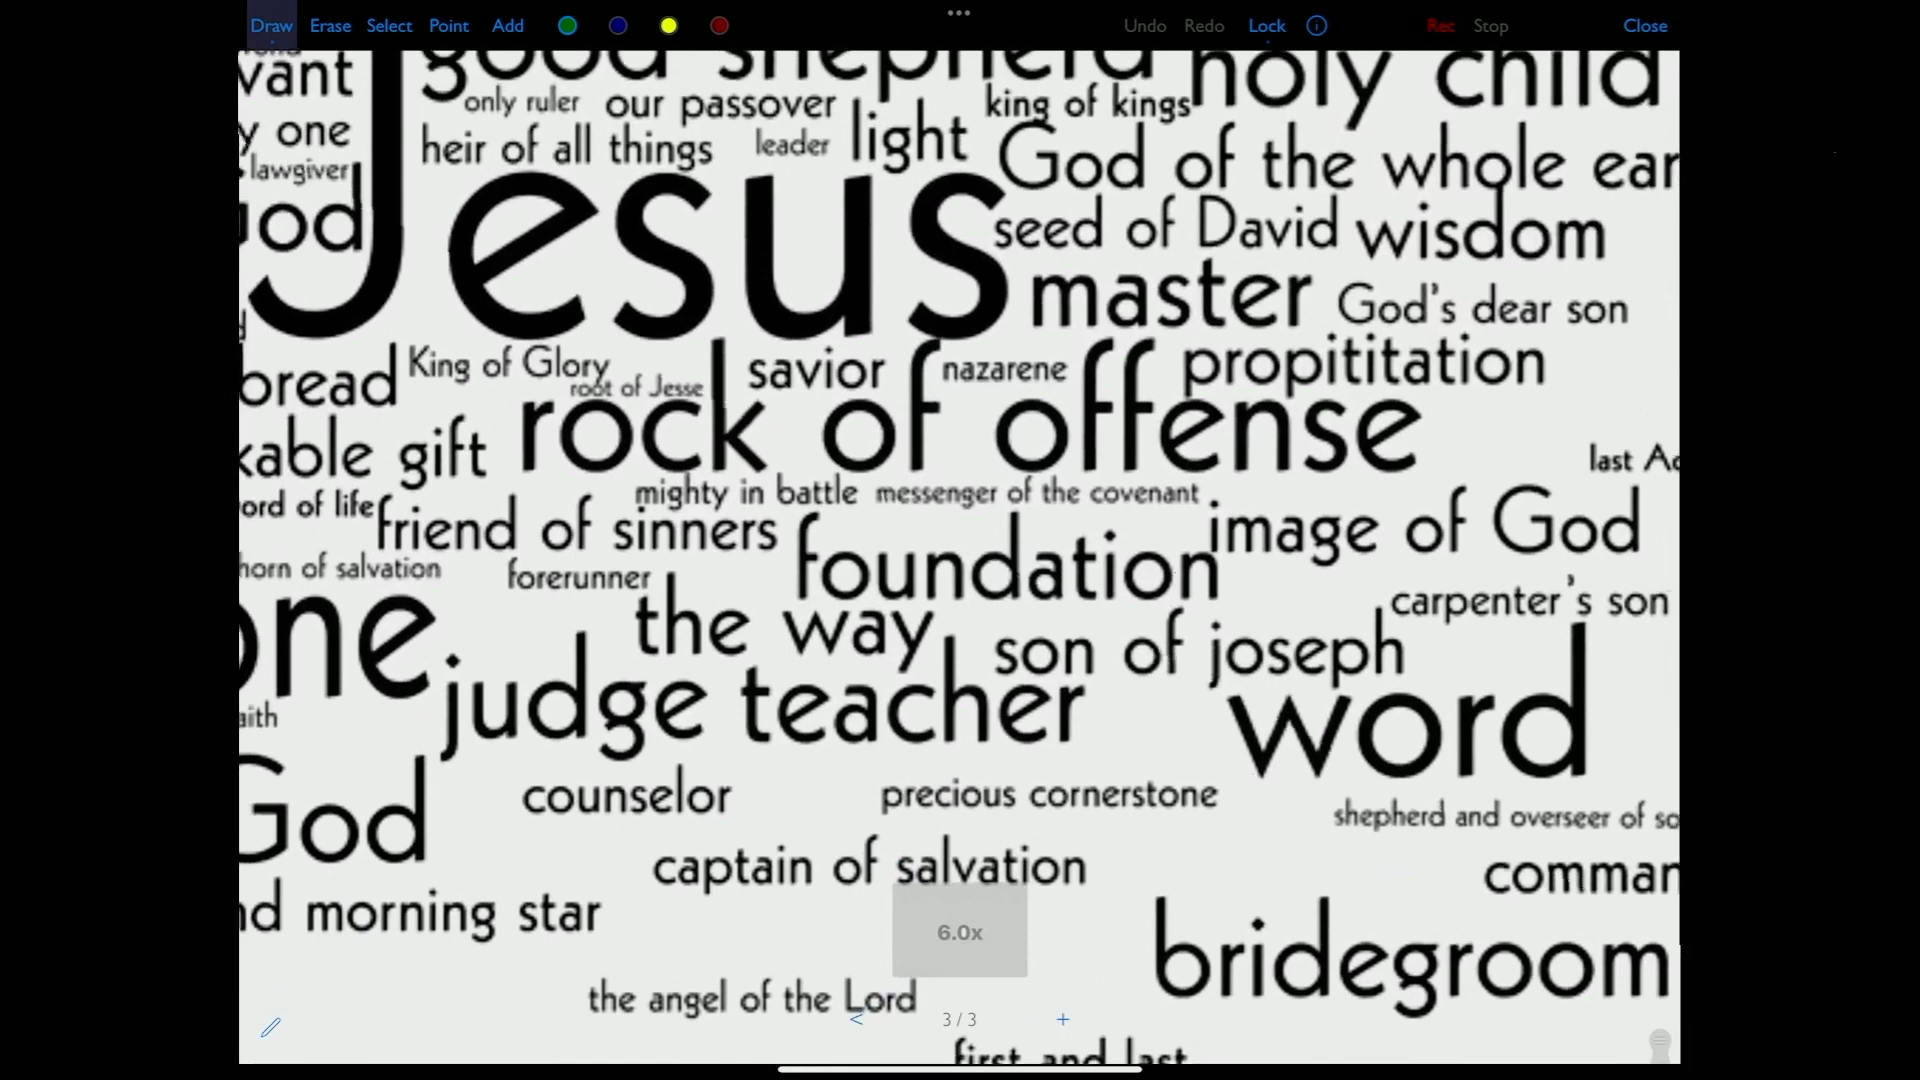 Draw Erase Select Point Add Undo Redo Lock Rec Stop Close
vant good shepherd holy child
only ruler our passover king of kings
y one heir of all things leader light God of the whole ear
lawgiver
Jesus
God seed of David wisdom
master God's dear son
bread King of Glory savior nazarene propititation
root of Jesse
kable gift rock of offense last Ad
ord of life mighty in battle messenger of the covenant
friend of sinners image of God
horn of salvation forerunner foundation
one the way son of joseph carpenter's son
aith judge teacher word
God counselor precious cornerstone
shepherd and overseer of so
captain of salvation comman
nd morning star
6.0x
bridegroom
the angel of the Lord
< 3 / 3 +
first and last